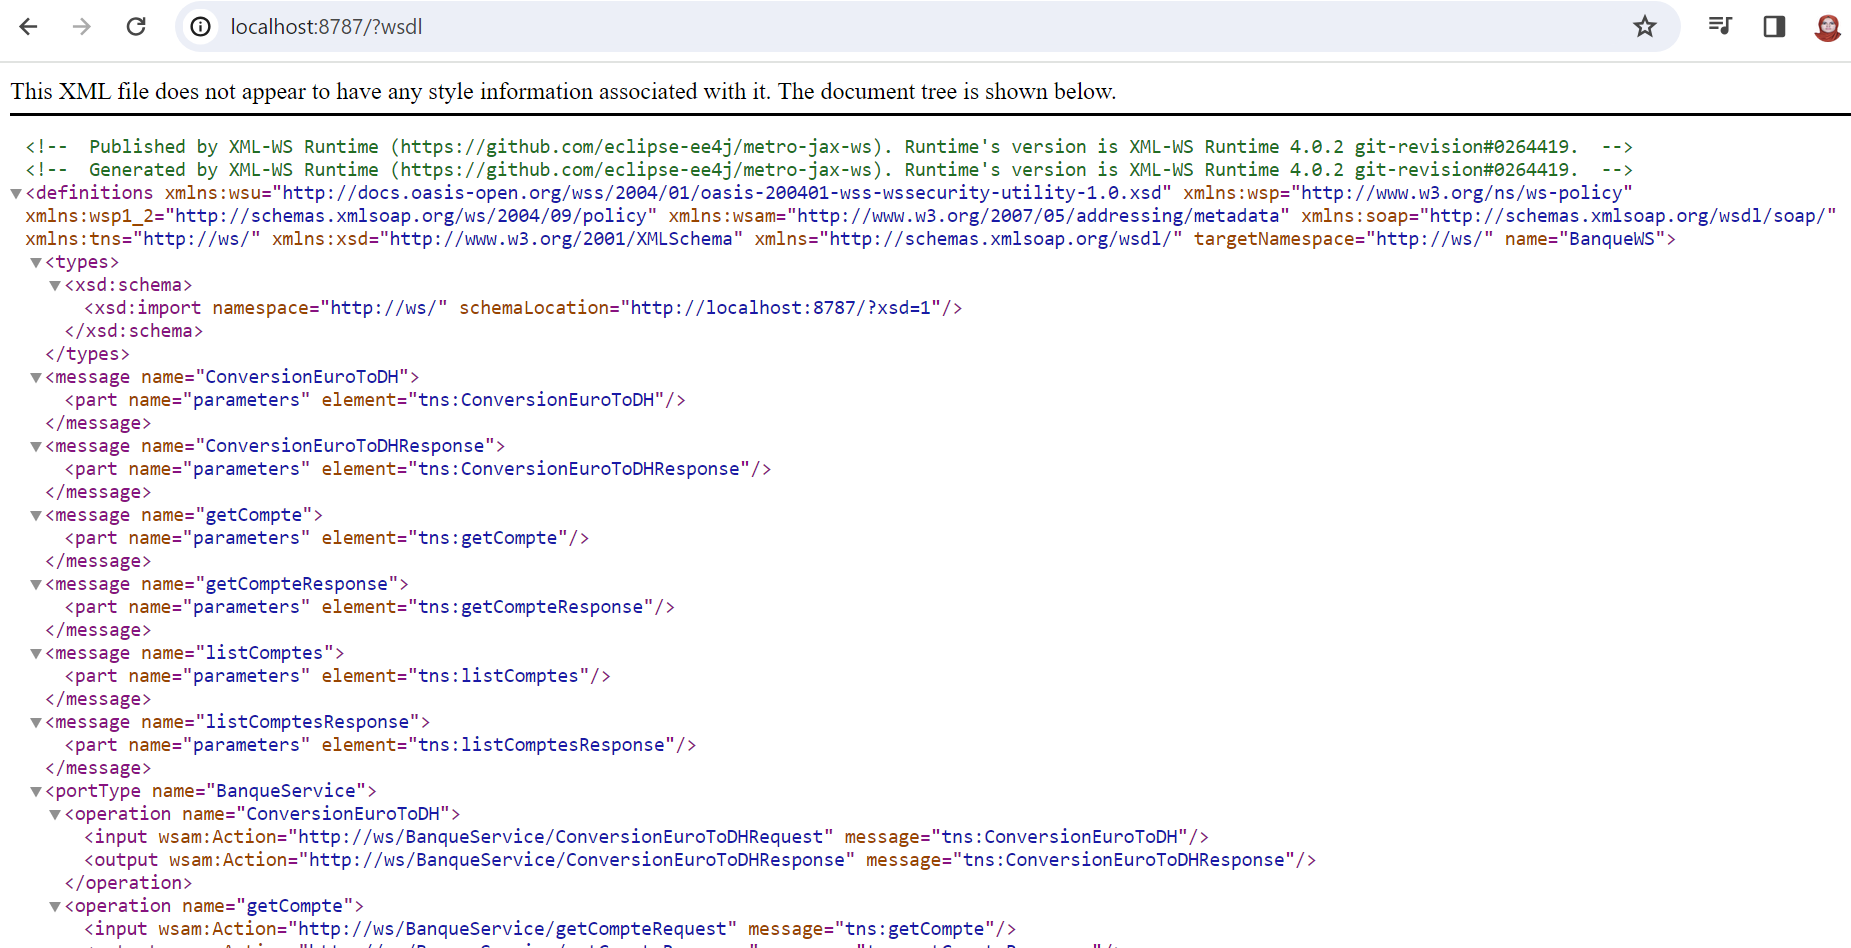 localhost:8787/?wsdl
This XML file does not appear to have any style information associated with it. The document tree is shown below.
<!-- Published by XML-WS Runtime (https://github.com/eclipse-ee4j/metro-jax-ws). Runtime's version is XML-WS Runtime 4.0.2 git-revision#0264419. -->
<!-- Generated by XML-WS Runtime (https://github.com/eclipse-ee4j/metro-jax-ws). Runtime's version is XML-WS Runtime 4.0.2 git-revision#0264419. -->
<definitions xmlns:wsu="http://docs.oasis-open.org/wss/2004/01/oasis-200401-wss-wssecurity-utility-1.0.xsd" xmlns:wsp="http://www.w3.org/ns/ws-policy"
xmlns:wsp1_2="http://schemas.xmlsoap.org/ws/2004/09/policy" xmlns:wsam="http://www.w3.org/2007/05/addressing/metadata" xmlns:soap="http://schemas.xmlsoap.org/wsdl/soap/"
xmlns:tns="http://ws/" xmlns:xsd="http://www.w3.org/2001/XMLSchema" xmlns="http://schemas.xmlsoap.org/wsdl/" targetNamespace="http://ws/" name="BanqueWS">
<types>
<xsd:schema>
<xsd:import namespace="http://ws/" schemaLocation="http://localhost:8787/?xsd=1"/>
</xsd:schema>
</types>
<message name="ConversionEuroToDH">
<part name="parameters" element="tns:ConversionEuroToDH"/>
</message>
<message name="ConversionEuroToDHResponse">
<part name="parameters" element="tns:ConversionEuroToDHResponse"/>
</message>
<message name="getCompte">
<part name="parameters" element="tns:getCompte"/>
</message>
<message name="getCompteResponse">
<part name="parameters" element="tns:getCompteResponse"/>
</message>
<message name="listComptes">
<part name="parameters" element="tns:listComptes"/>
</message>
<message name="listComptesResponse">
<part name="parameters" element="tns:listComptesResponse"/>
</message>
<portType name="BanqueService">
<operation name="ConversionEuroToDH">
<input wsam:Action="http://ws/BanqueService/ConversionEuroToDHRequest" message="tns:ConversionEuroToDH"/>
<output wsam:Action="http://ws/BanqueService/ConversionEuroToDHResponse" message="tns:ConversionEuroToDHResponse"/>
</operation>
<operation name="getCompte">
<input wsam:Action="http://ws/BanqueService/getCompteRequest" message="tns:getCompte"/>